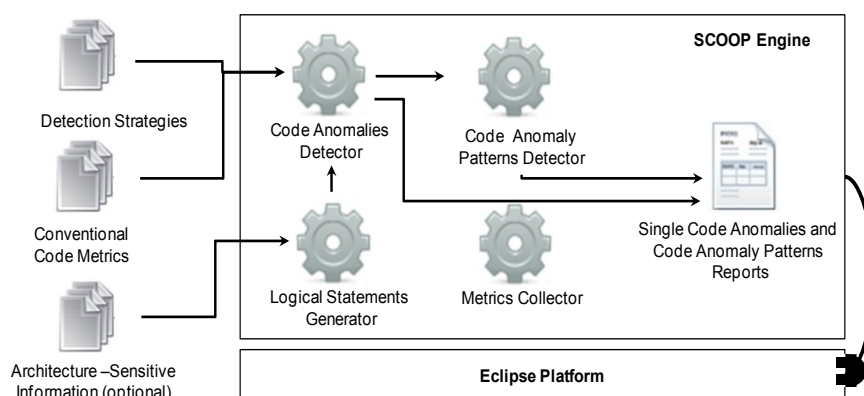 SCOOP Engine
Detection Strategies
Code Anomalies
Detector
Code Anomaly
Patterns Detector
Conventional
Code Metrics
Single Code Anomalies and
Code Anomaly Patterns
Reports
Logical Statements
Generator
Metrics Collector
Architecture –Sensitive
Information (optional)
Eclipse Platform